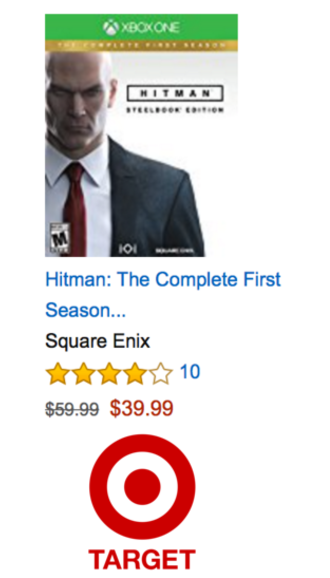 XBOX ONE
THE COMPLETE FIRST SEASON
HITMAN
STEELBOOK® EDITION
M
IOI
SQUARE ENIX
Hitman: The Complete First
Season...
Square Enix
10
$59.99 $39.99
TARGET